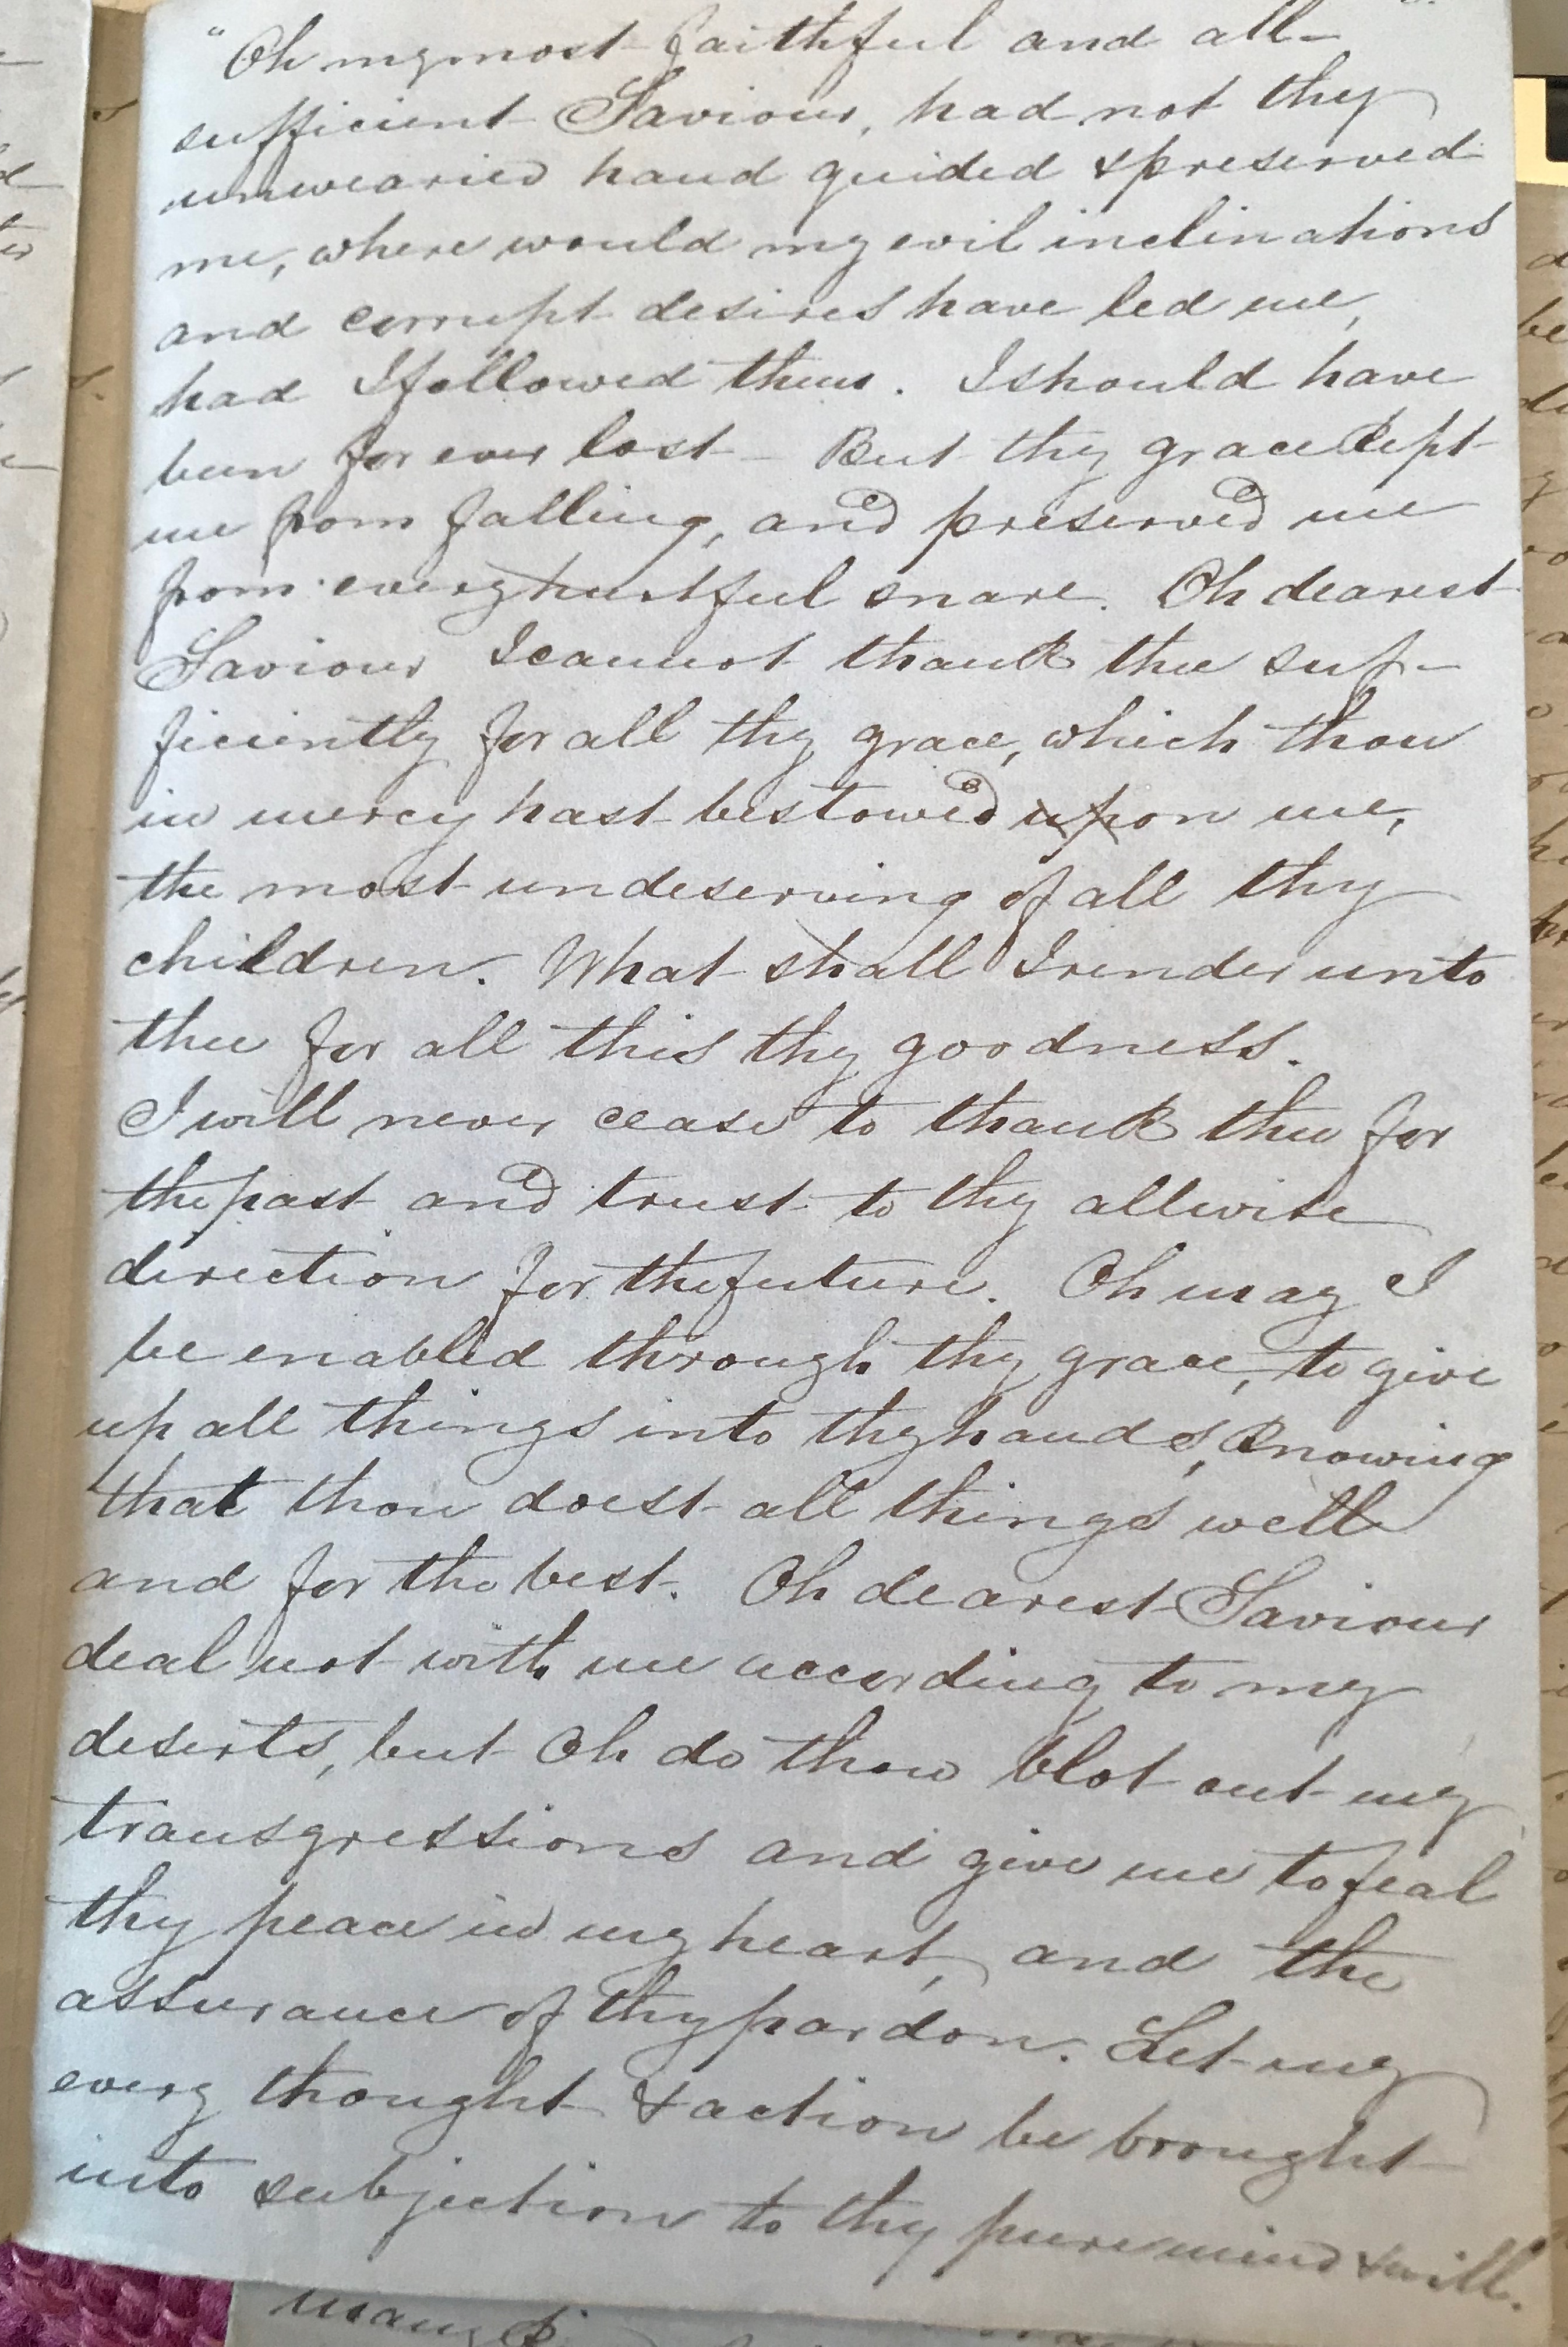 "Oh my most faithful and all-
sufficient Saviour, had not thy
unwearied hand guided & preserved
me, where would my evil inclinations
and corrupt desires have led me,
had I followed them. I should have
been for ever lost - But thy grace kept
me from falling, and preserved me
from every hurtful snare. Oh dearest
Saviour I cannot thank thee suf-
ficiently for all thy grace, which thou
in mercy hast bestowed upon me,
the most undeserving of all thy
children. What shall I render unto
thee for all this thy goodness.
I will never cease to thank thee for
the past and trust to thy allwise
direction for the future. Oh may I
be enabled through thy grace, to give
up all things into thy hands, knowing
that thou doest all things well
and for the best. Oh dearest Saviour
deal not with me according to my
deserts, but Oh do thou blot out my
transgressions and give me to feal
thy peace in my heart, and the
assurance of thy pardon. Let my
every thought & action be brought
into subjection to thy pure mind & will.
many